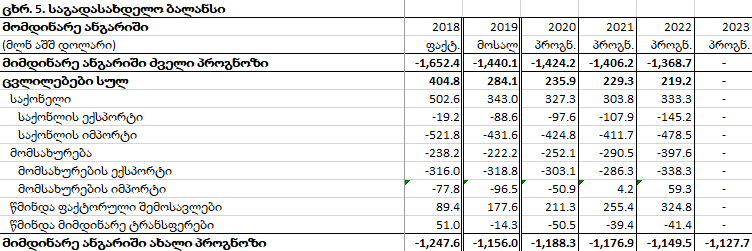 ცხრ. 5. საგადასახდელო ბალანსი
მომდინარე ანგარიში 2018 2019 2020 2021 2022 2023
(მლნ აშშ დოლარი) ფაქტ. მოსალ პროგნ. პროგნ. პროგნ. პროგნ.
მიმდინარე ანგარიში ძველი პროგნოზი -1,652.4 -1,440.1 -1,424.2 -1,406.2 -1,368.7 -
ცვლილებები სულ 404.8 284.1 235.9 229.3 219.2 -
საქონელი 502.6 343.0 327.3 303.8 333.3 -
საქონლის ექსპორტი -19.2 -88.6 -97.6 -107.9 -145.2 -
საქონლის იმპორტი -521.8 -431.6 -424.8 -411.7 -478.5 -
მომსახურება -238.2 -222.2 -252.1 -290.5 -397.6 -
მომსახურების ექსპორტი -316.0 -318.8 -303.1 -286.3 -338.3 -
მომსახურების იმპორტი -77.8 -96.5 -50.9 4.2 59.3 -
წმინდა ფაქტორული შემოსავლები 89.4 177.6 211.3 255.4 324.8 -
წმინდა მიმდინარე ტრანსფერები 51.0 -14.3 -50.5 -39.4 -41.4 -
მიმდინარე ანგარიში ახალი პროგნოზი -1,247.6 -1,156.0 -1,188.3 -1,176.9 -1,149.5 -1,127.7